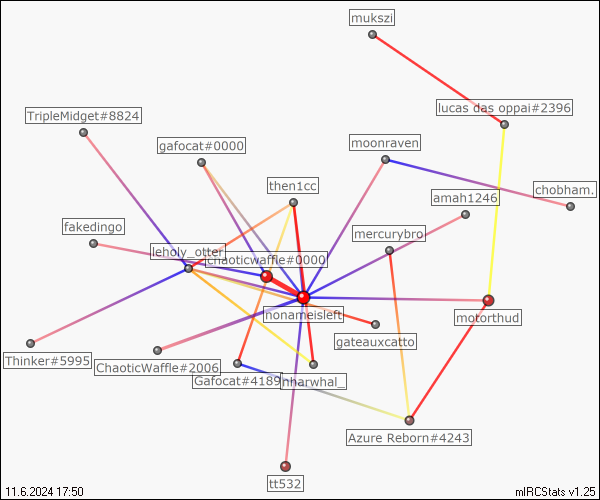 mukszi
lucas das oppai#2396
TripleMidget#8824
gafocat#0000
moonraven
then1cc
chobham.
amah1246
fakedingo
mercurybro
leholy_otter
chaoticwaffle#0000
nonameisleft
motorthud
gateauxcatto
Thinker#5995
ChaoticWaffle#2006
Gafocat#4189
nharwhal_
Azure Reborn#4243
tt532
11.6.2024 17:50
mIRCStats v1.25